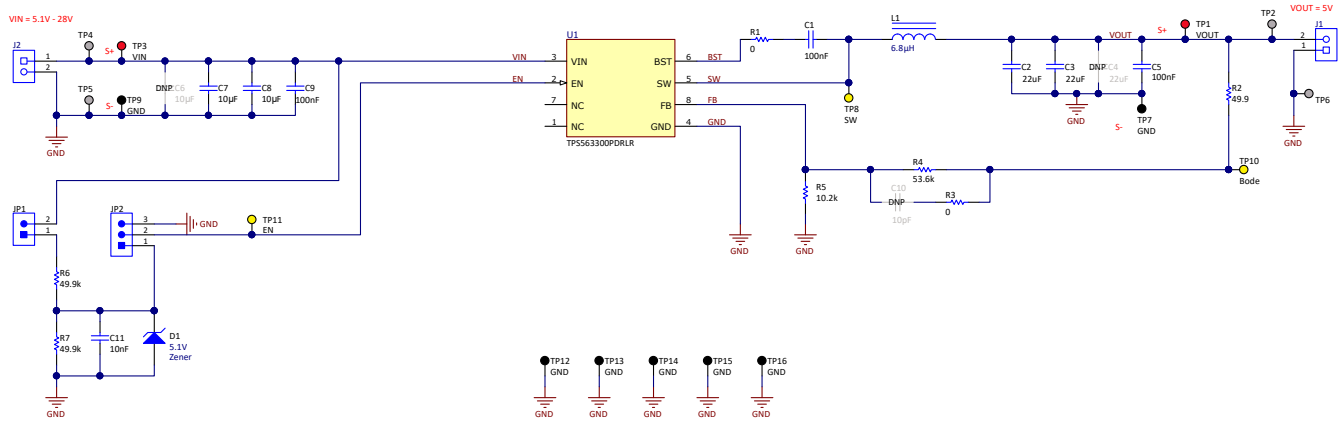 VIN = 5.1V - 28V
J2
1
2
TP4
S+
TP3
VIN
TP5
S-
TP9
GND
DNP
C6
10µF
C7
10µF
C8
10µF
C9
100nF
GND
VIN
EN
U1
3
VIN
2
EN
7
NC
1
NC
BST
6
SW
5
FB
8
GND
4
TPS563300PDRLR
BST
SW
FB
GND
R1
0
C1
100nF
L1
6.8µH
TP8
SW
C2
22uF
C3
22uF
DNP
C4
22uF
C5
100nF
GND
VOUT
S+
TP1
VOUT
TP2
VOUT = 5V
J1
2
1
TP7
GND
S-
R2
49.9
TP6
GND
TP10
Bode
R4
53.6k
R5
10.2k
C10
DNP
10pF
R3
0
GND
GND
JP1
2
1
JP2
3
2
1
GND
TP11
EN
R6
49.9k
R7
49.9k
C11
10nF
D1
5.1V
Zener
GND
TP12
GND
TP13
GND
TP14
GND
TP15
GND
TP16
GND
GND
GND
GND
GND
GND